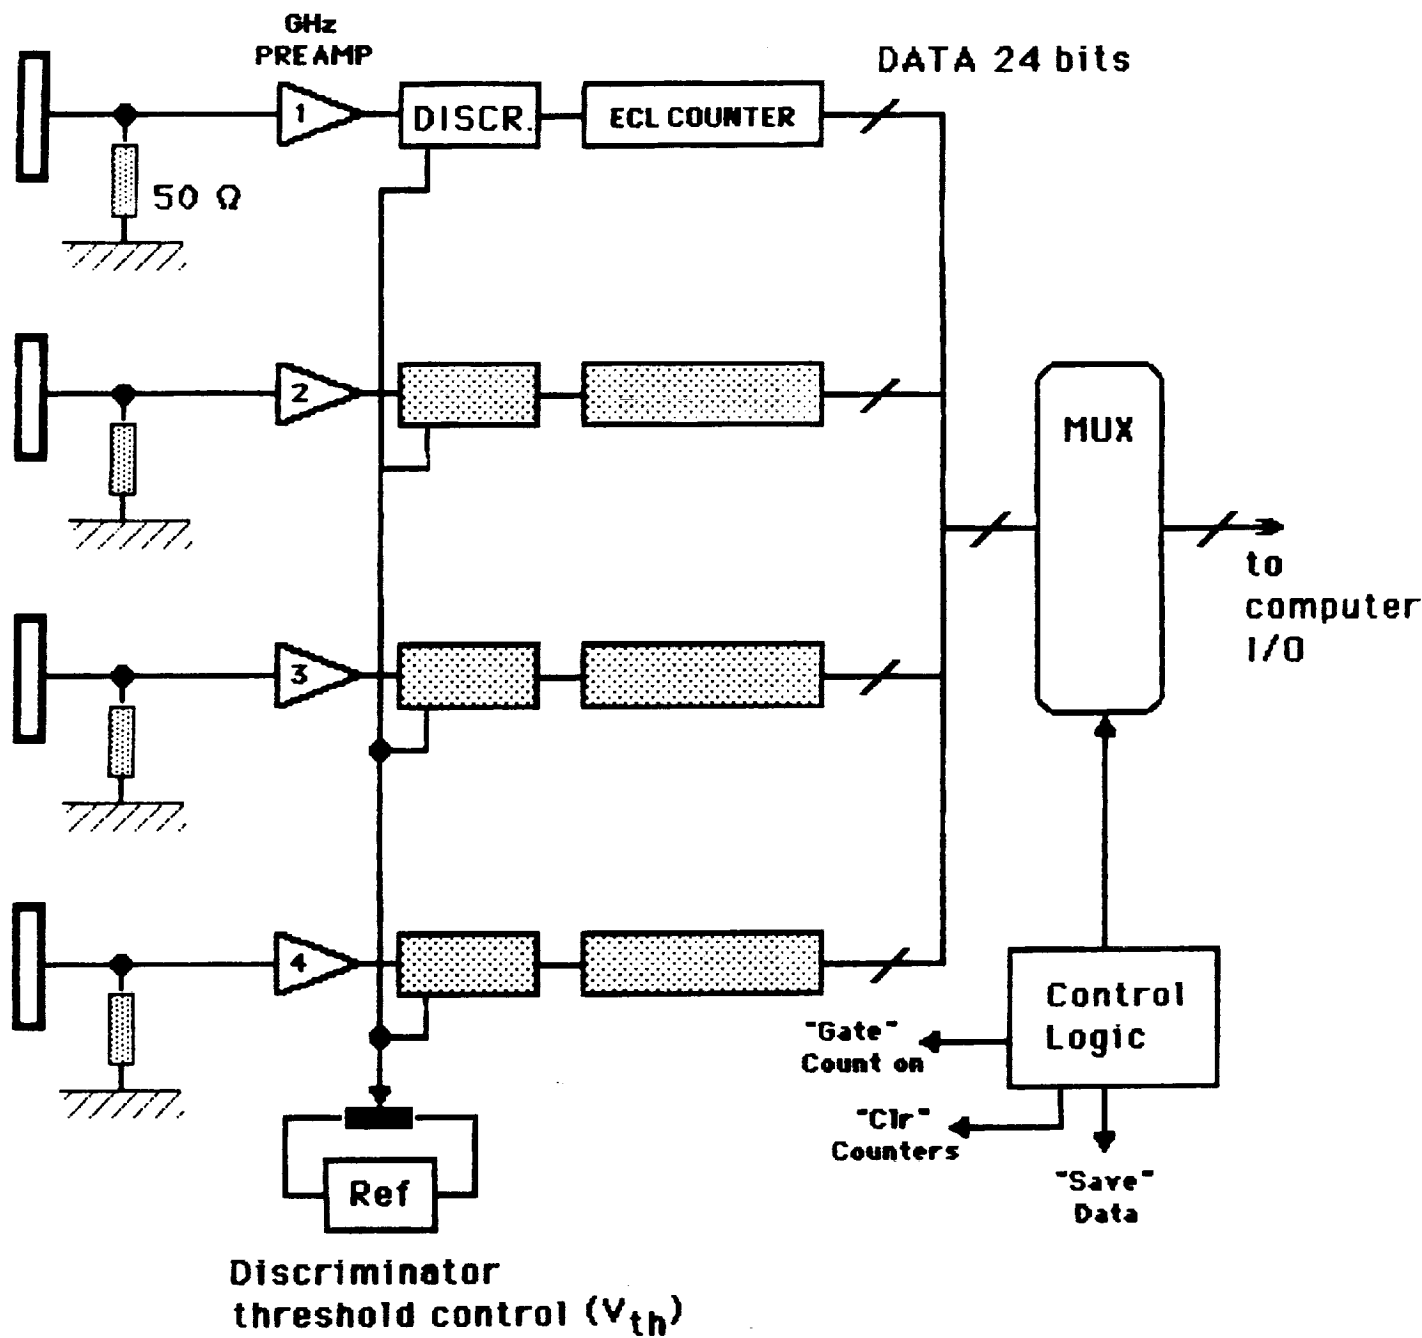 GHz
PREAMP
DATA 24 bits
1
DISCR.
ECL COUNTER
50 Ω
2
MUX
to
computer
I/O
3
4
Control
Logic
"Gate"
Count on
"Clr"
Counters
"Save"
Data
Ref
Discriminator
threshold control (Vth)